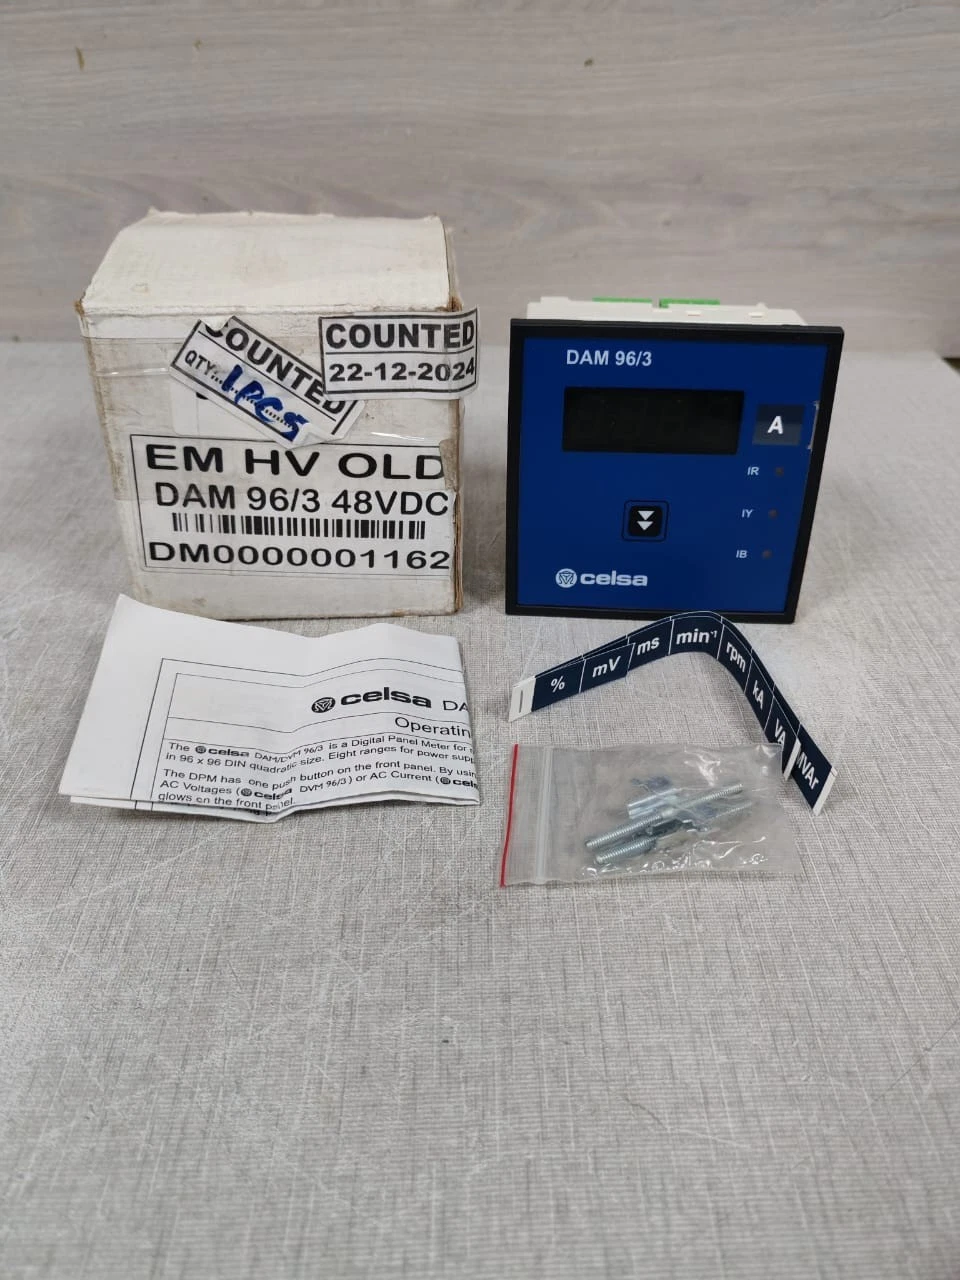 COUNTED
QTY...1PCS
COUNTED
22-12-2024
EM HV OLD
DAM 96/3 48VDC
DM0000001162
DAM 96/3
A
IR
IY
IB
celsa
celsa DA
Operatin
The celsa DAM/DVM 96/3 is a Digital Panel Meter for
in 96 x 96 DIN quadratic size. Eight ranges for power supp
The DPM has one push button on the front panel. By usin
AC Voltages (celsa DVM 96/3) or AC Current (cel
glows on the front panel.
% mV ms min⁻¹ rpm kA VA MVAr